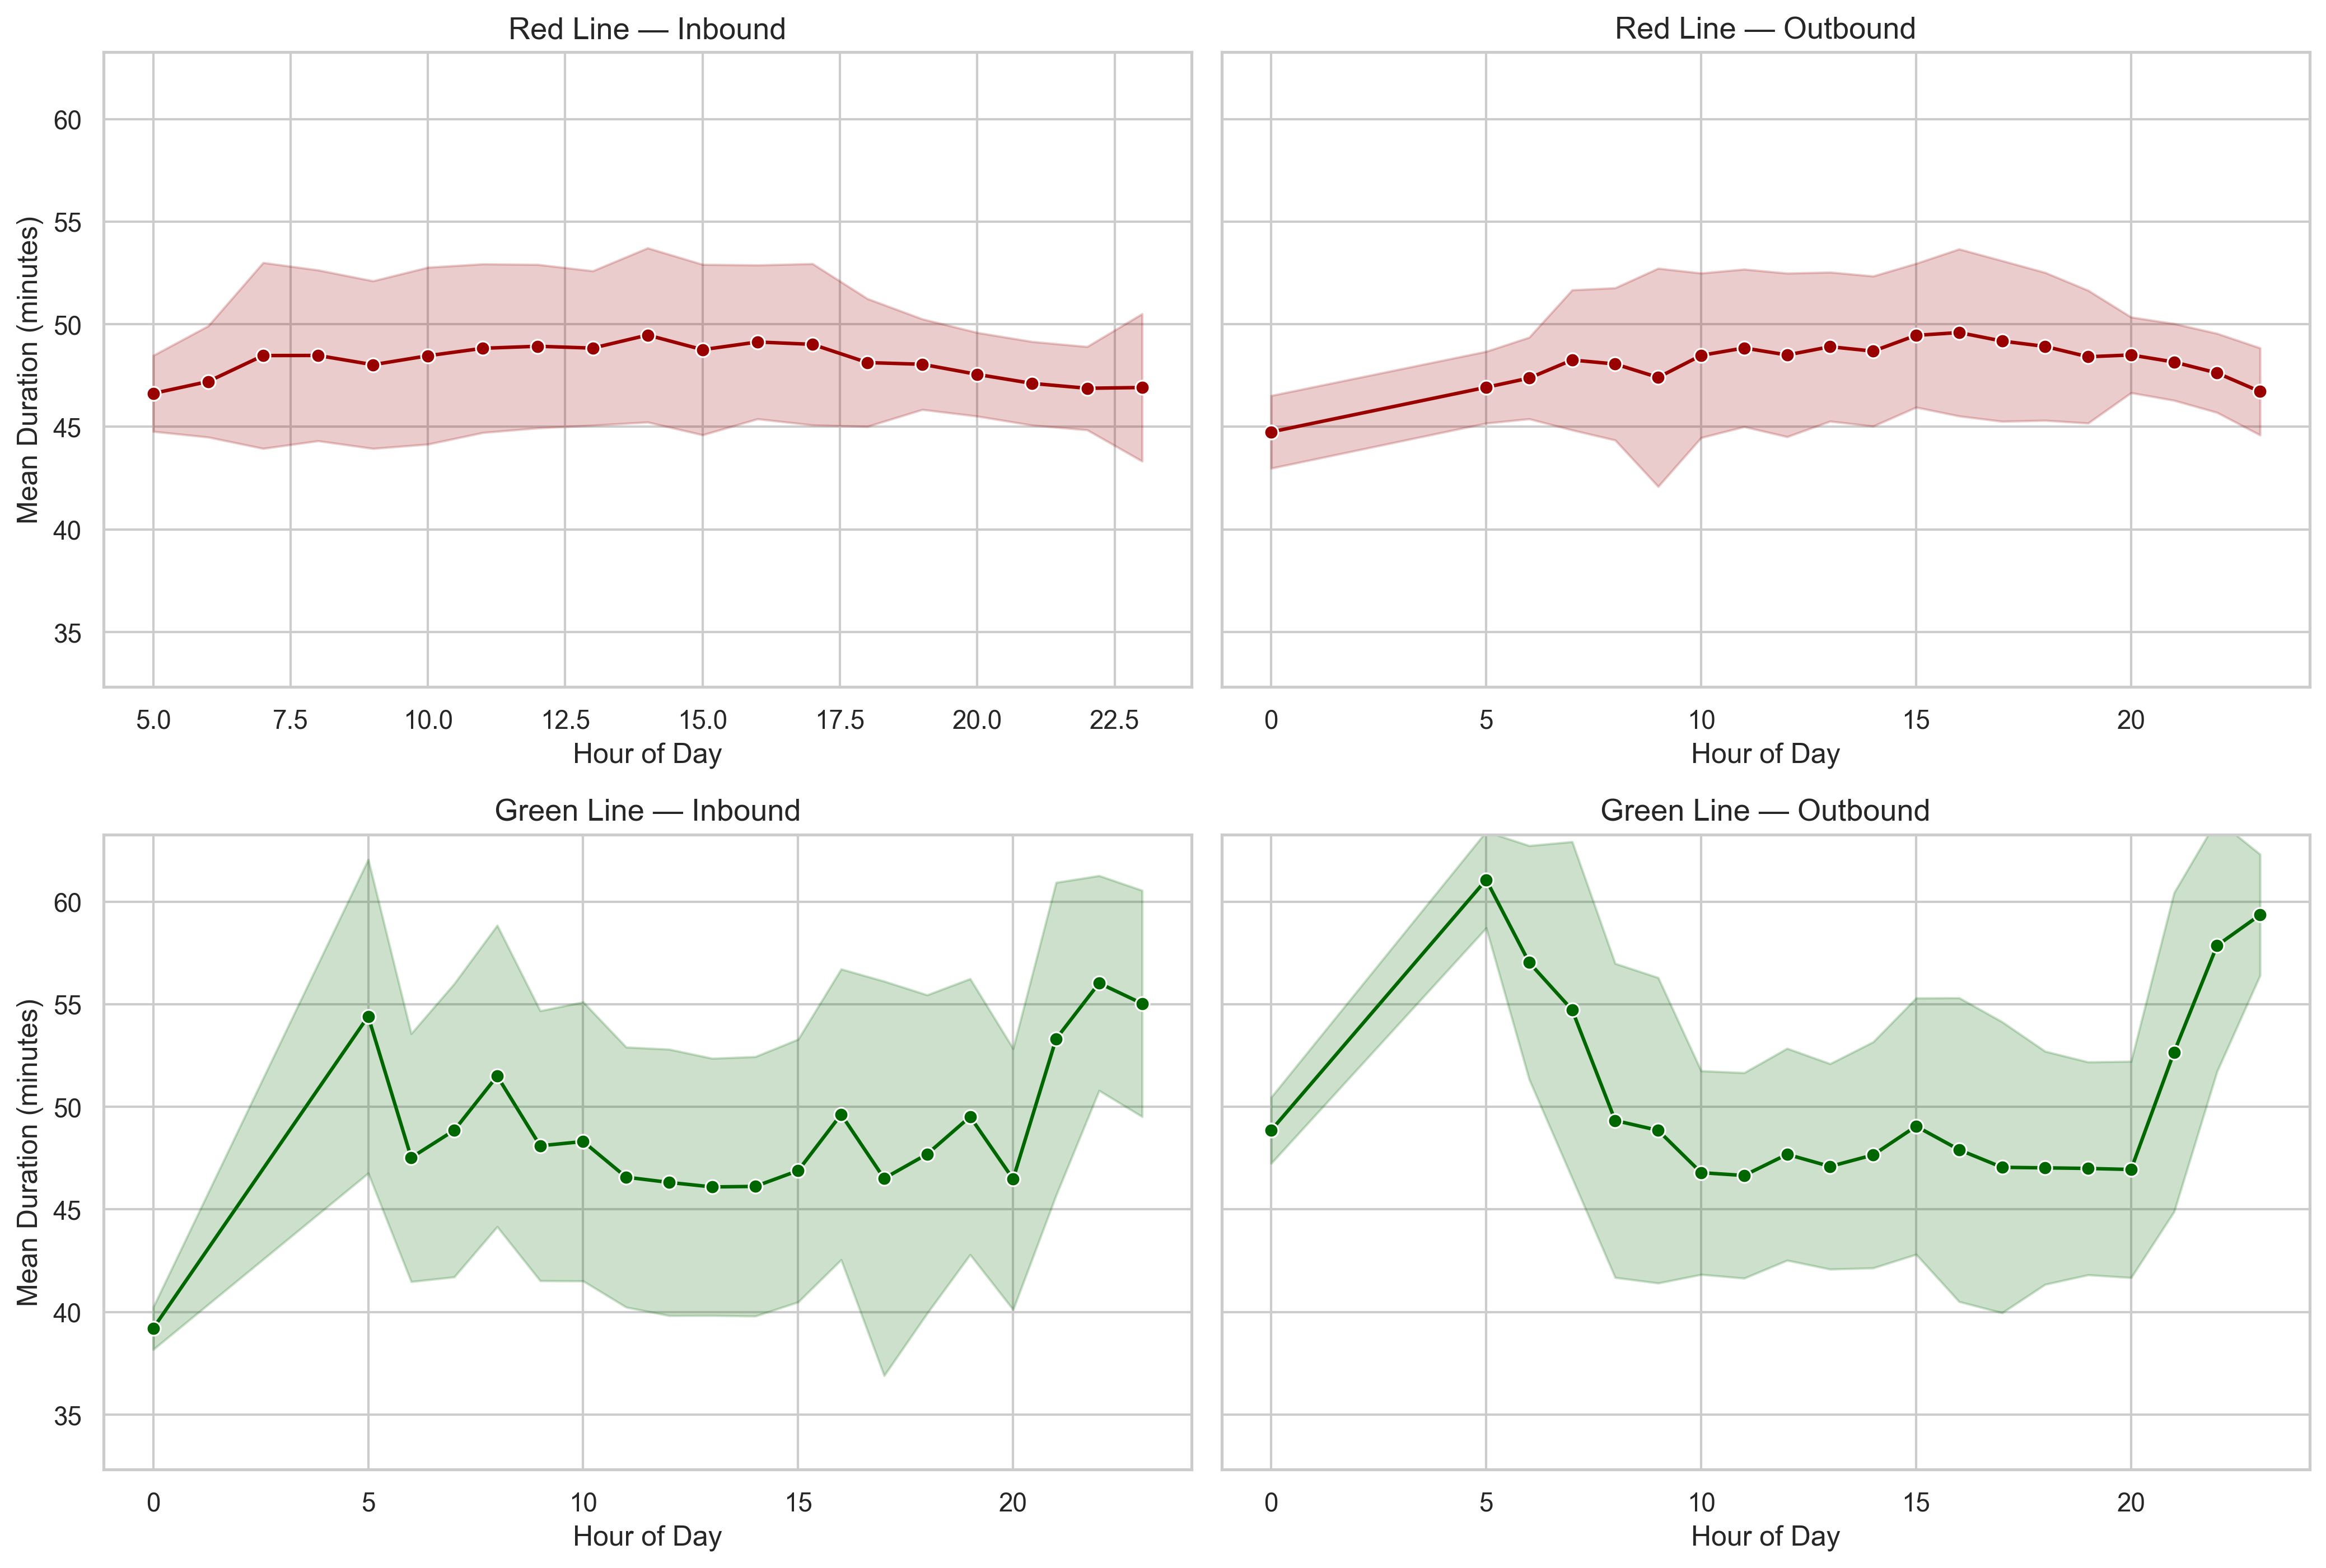 Red Line — Inbound
Red Line — Outbound
Mean Duration (minutes)
60
55
50
45
40
35
5.0 7.5 10.0 12.5 15.0 17.5 20.0 22.5
Hour of Day
0 5 10 15 20
Hour of Day
Green Line — Inbound
Green Line — Outbound
Mean Duration (minutes)
60
55
50
45
40
35
0 5 10 15 20
Hour of Day
0 5 10 15 20
Hour of Day